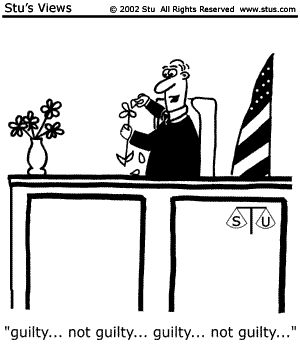 Stu's Views © 2002 Stu All Rights Reserved www.stus.com
S U
"guilty... not guilty... guilty... not guilty..."